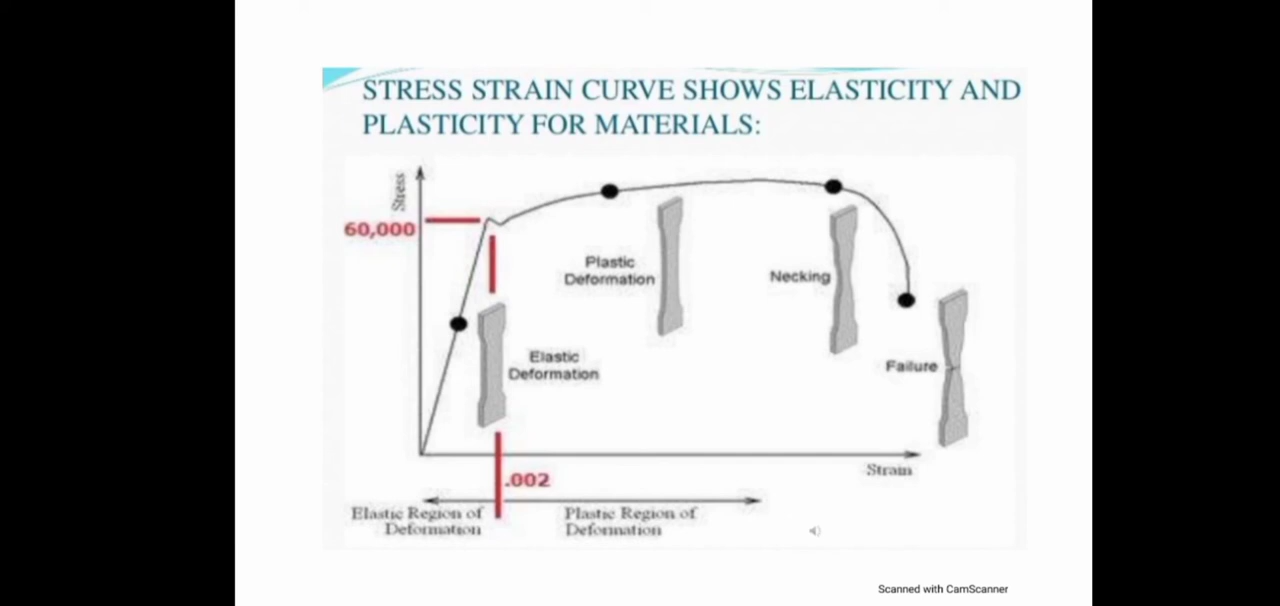 STRESS STRAIN CURVE SHOWS ELASTICITY AND
PLASTICITY FOR MATERIALS:
Stress
60,000
Plastic
Deformation
Necking
Elastic
Deformation
Failure
Strain
.002
Elastic Region of
Deformation
Plastic Region of
Deformation
Scanned with CamScanner